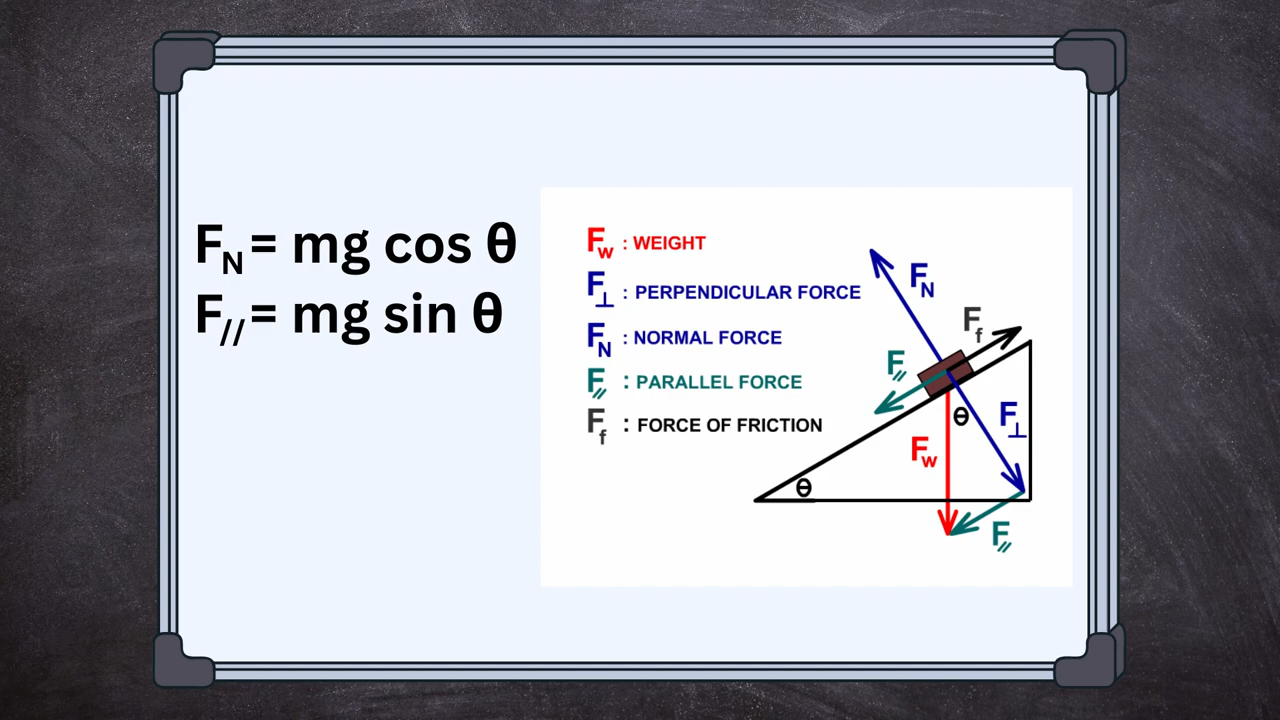 F_N = mg cos θ
F_// = mg sin θ
F_w : WEIGHT
F_⊥ : PERPENDICULAR FORCE
F_N : NORMAL FORCE
F_// : PARALLEL FORCE
F_f : FORCE OF FRICTION
F_N
F_f
F_//
θ
F_⊥
F_w
θ
F_//